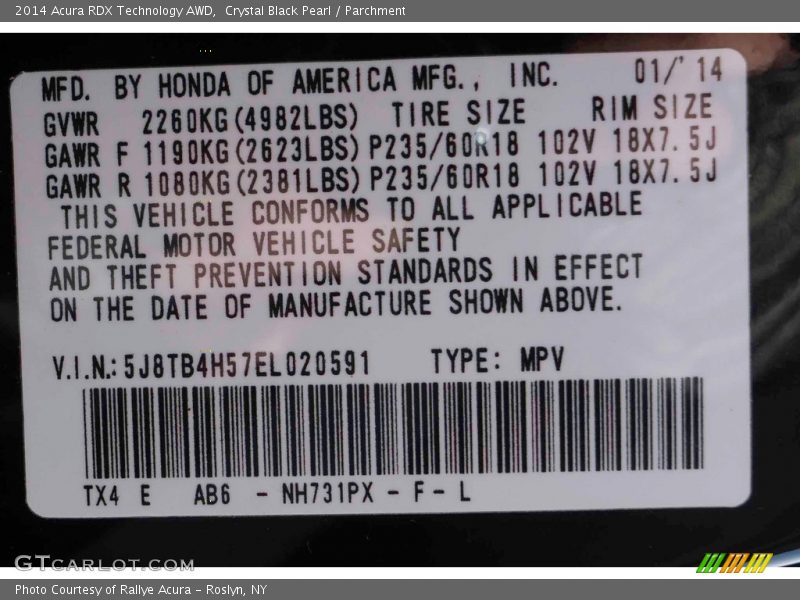 2014 Acura RDX Technology AWD,  Crystal Black Pearl / Parchment
MFD. BY HONDA OF AMERICA MFG., INC. 01/'14
GVWR 2260KG(4982LBS) TIRE SIZE RIM SIZE
GAWR F 1190KG(2623LBS) P235/60R18 102V 18X7.5J
GAWR R 1080KG(2381LBS) P235/60R18 102V 18X7.5J
THIS VEHICLE CONFORMS TO ALL APPLICABLE
FEDERAL MOTOR VEHICLE SAFETY
AND THEFT PREVENTION STANDARDS IN EFFECT
ON THE DATE OF MANUFACTURE SHOWN ABOVE.
V.I.N.: 5J8TB4H57EL020591 TYPE: MPV
TX4 E AB6 - NH731PX - F - L
GTCARLOT.COM
Photo Courtesy of Rallye Acura - Roslyn, NY